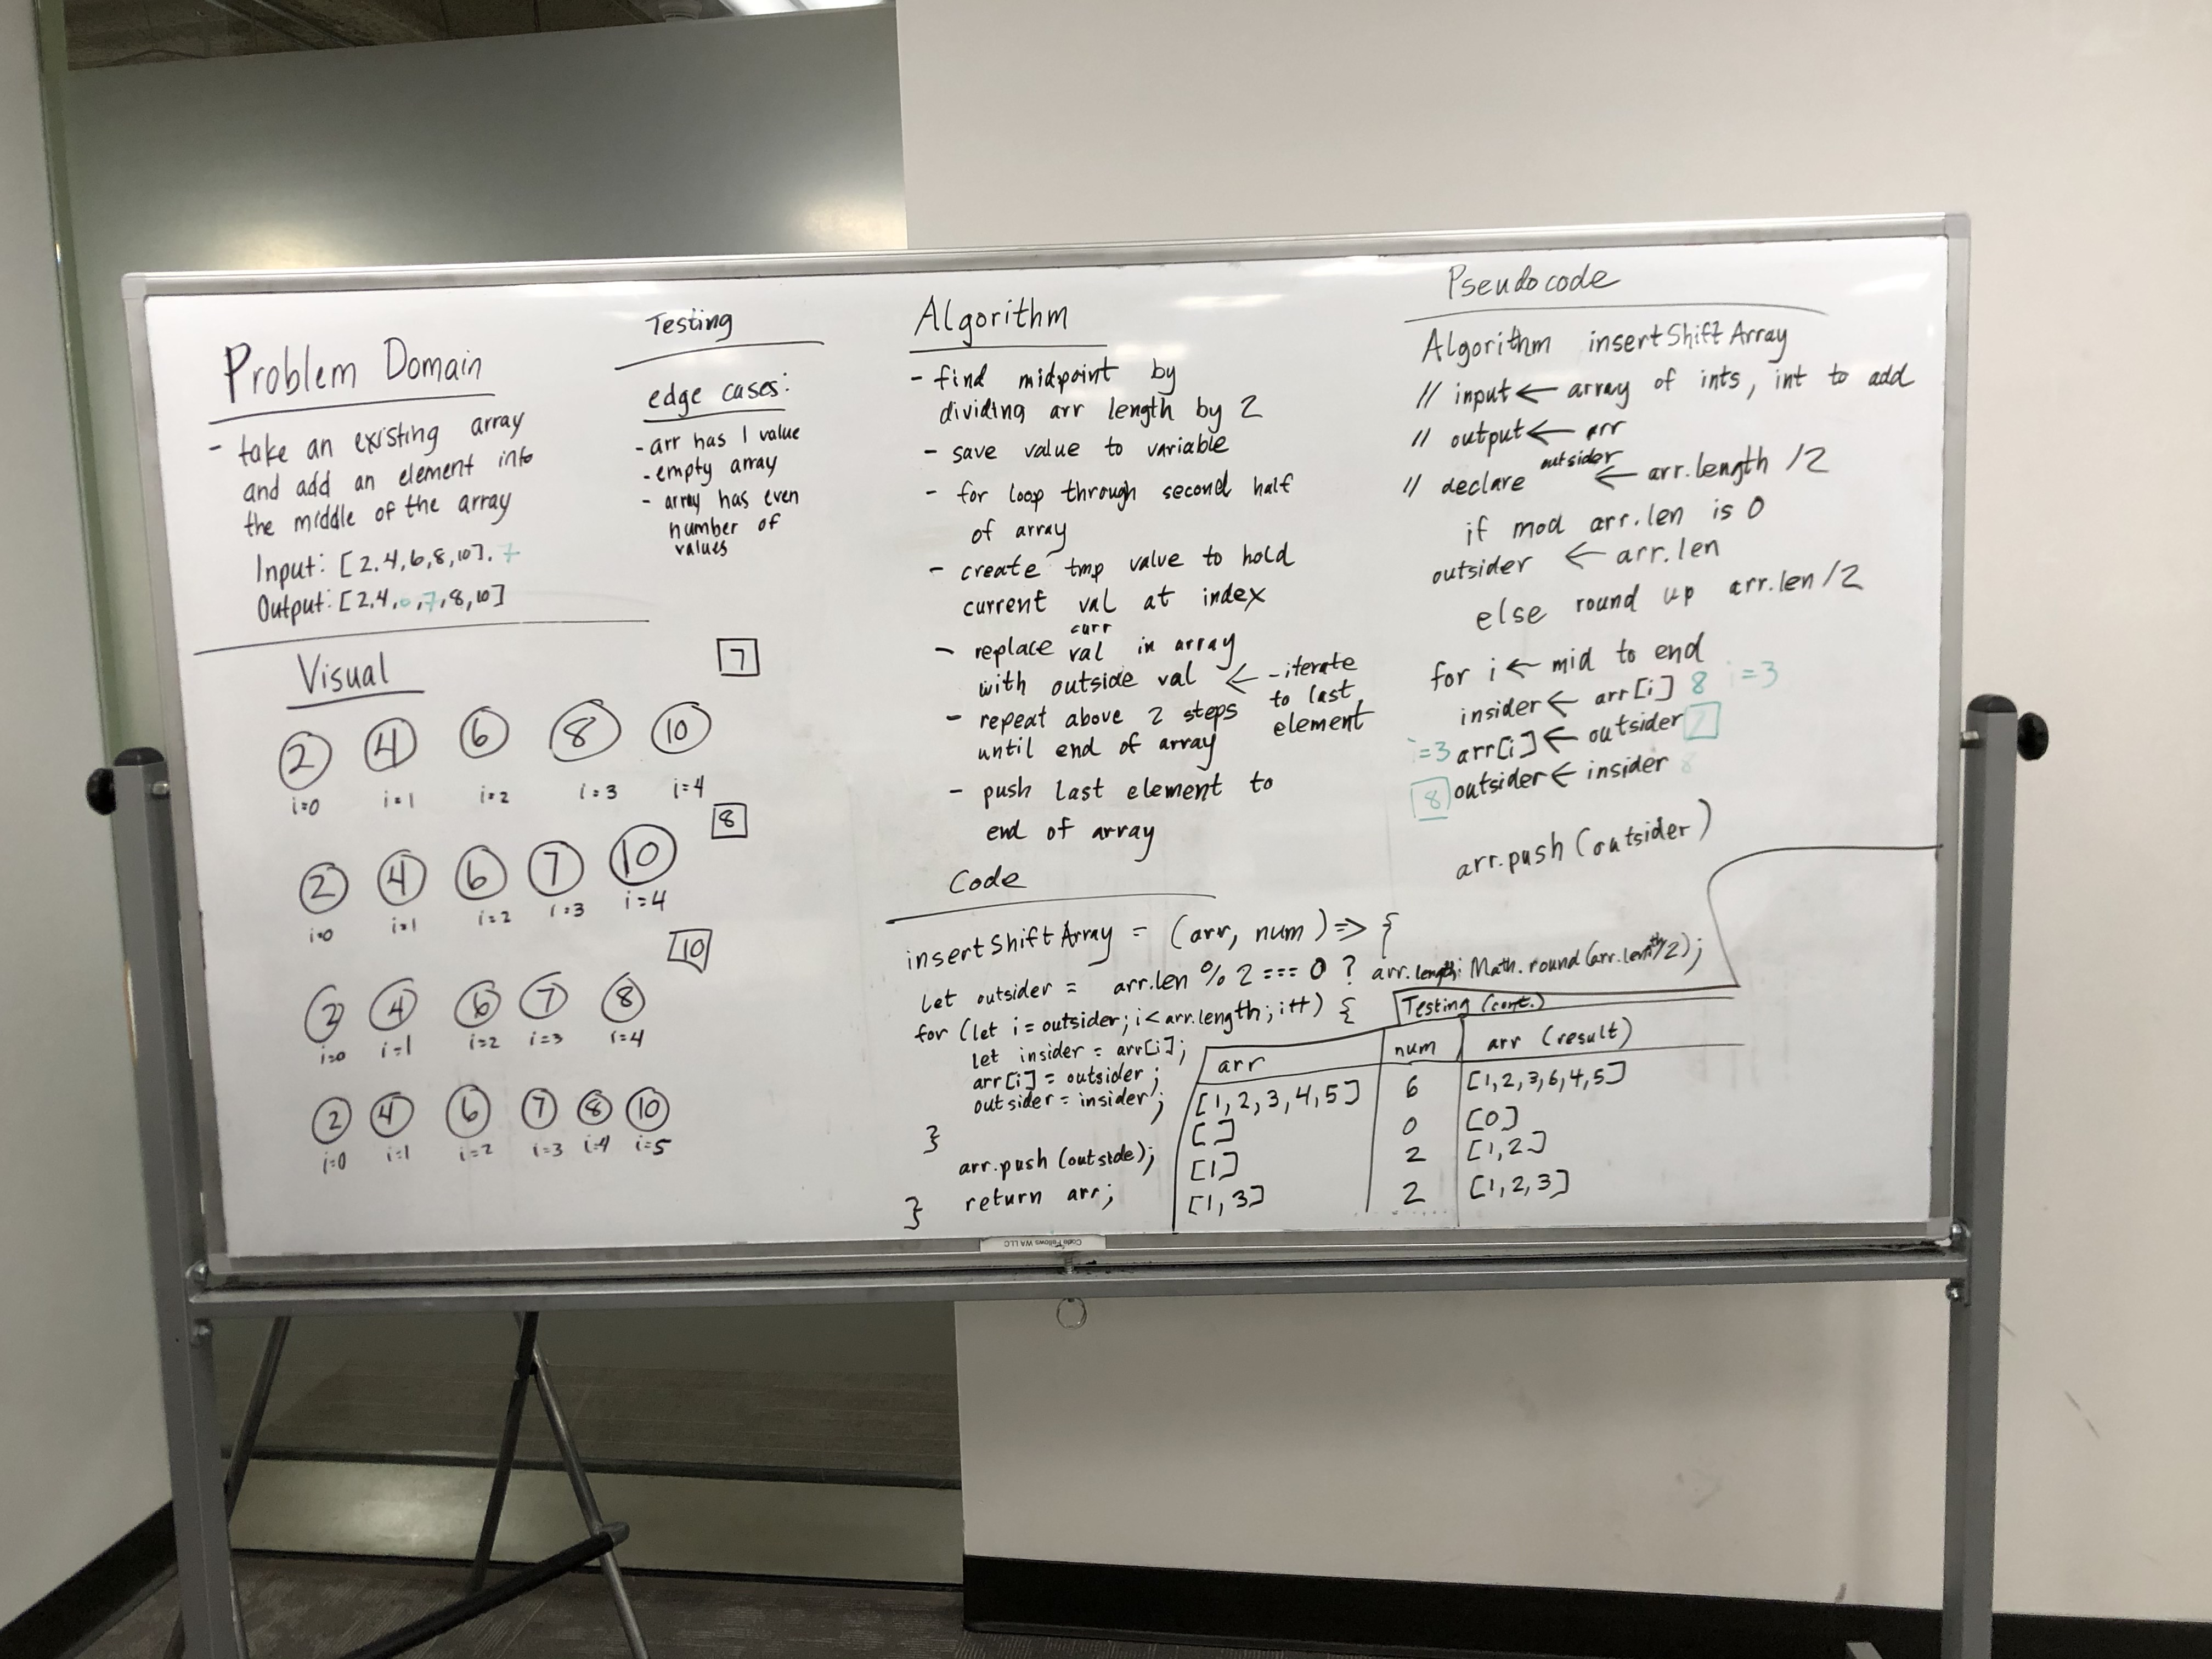 Problem Domain
- take an existing array
and add an element into
the middle of the array
Input: [2,4,6,8,10], 7
Output: [2,4,6,7,8,10]
Testing
edge cases:
- arr has 1 value
- empty array
- array has even
number of
values
Visual
7
2 4 6 8 10
i=0 i=1 i=2 i=3 i=4
8
2 4 6 7 10
i=0 i=1 i=2 i=3 i=4
10
2 4 6 7 8
i=0 i=1 i=2 i=3 i=4
2 4 6 7 8 10
i=0 i=1 i=2 i=3 i=4 i=5
Algorithm
- find midpoint by
dividing arr length by 2
- save value to variable
- for loop through second half
of array
- create tmp value to hold
current val at index
curr
- replace val in array
with outside val ← - iterate
to last
element
- repeat above 2 steps
until end of array
- push last element to
end of array
Pseudocode
Algorithm insertShiftArray
// input ← array of ints, int to add
// output ← arr
outsider
// declare ← arr.length /2
if mod arr.len is 0
outsider ← arr.len
else round up arr.len/2
for i ← mid to end
insider ← arr[i] 8 i=3
i=3 arr[i] ← outsider 7
8 outsider ← insider 8
arr.push(outsider)
Code
insertShiftArray = (arr, num) => {
let outsider = arr.len % 2 === 0 ? arr.length: Math.round(arr.length/2);
for (let i = outsider; i < arr.length; i++) {
let insider = arr[i];
arr[i] = outsider;
outsider = insider;
}
arr.push(outside);
return arr;
}
Testing (cont.)
arr num arr (result)
[1,2,3,4,5] 6 [1,2,3,6,4,5]
[] 0 [0]
[1] 2 [1,2]
[1,3] 2 [1,2,3]
Code Fellows WA LLC